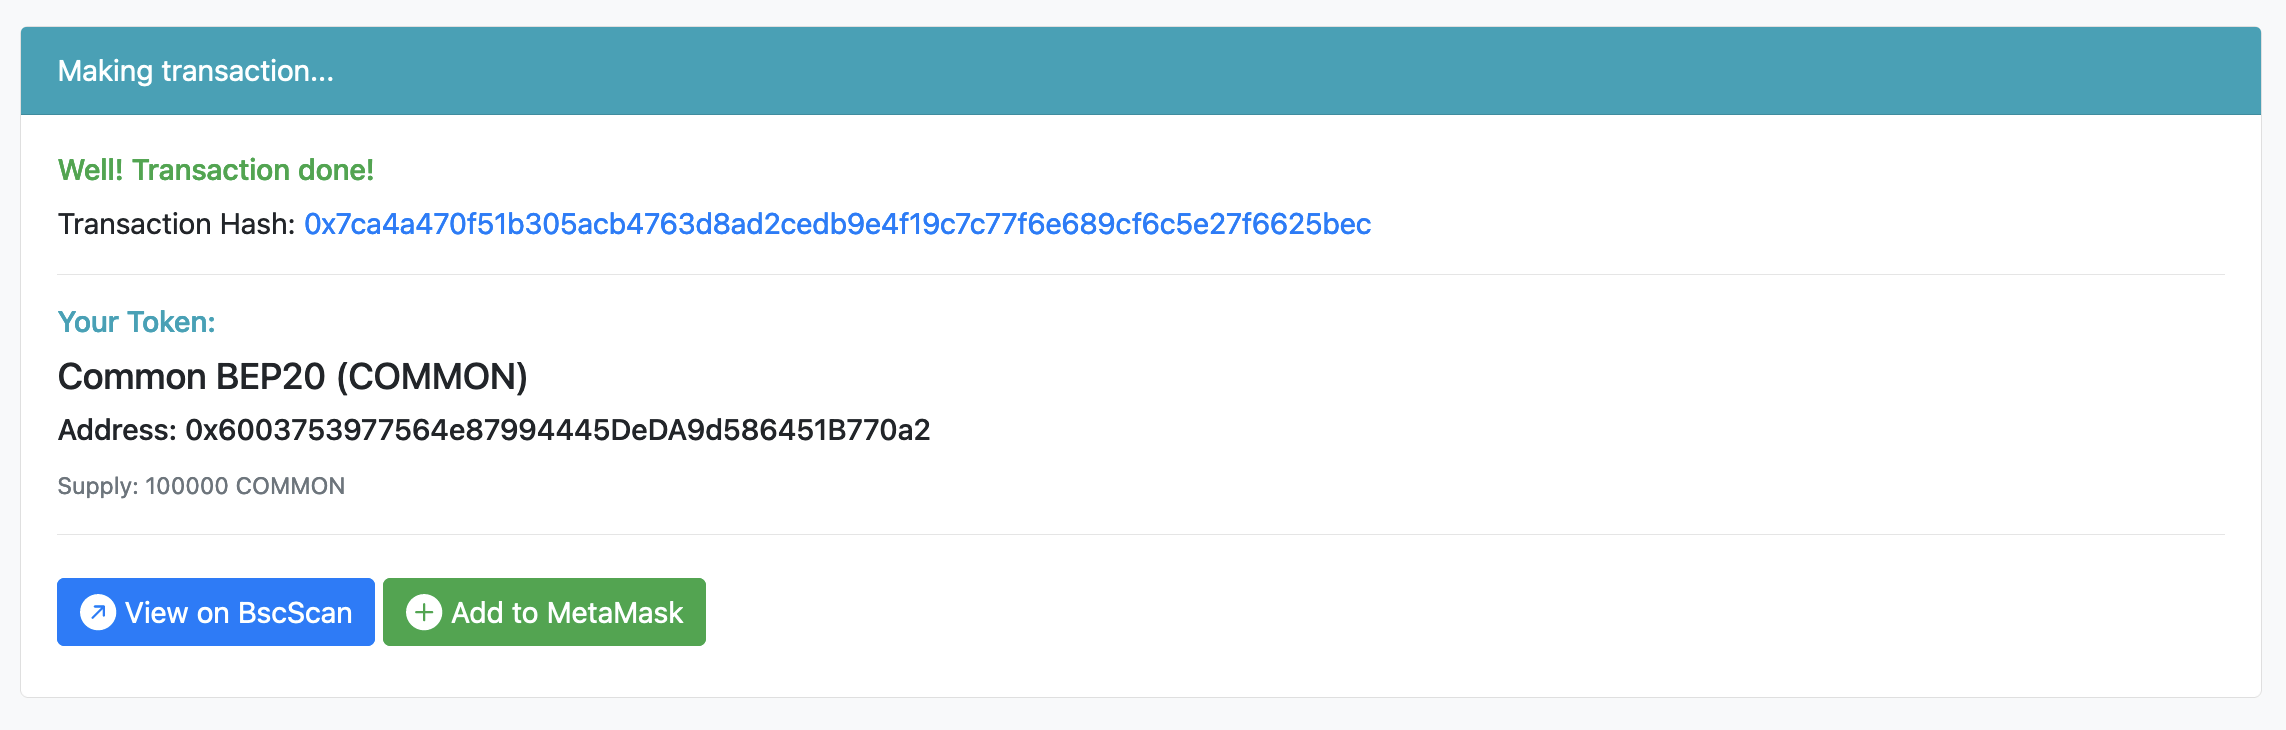 Making transaction...
Well! Transaction done!
Transaction Hash: 0x7ca4a470f51b305acb4763d8ad2cedb9e4f19c7c77f6e689cf6c5e27f6625bec
Your Token:
Common BEP20 (COMMON)
Address: 0x6003753977564e87994445DeDA9d586451B770a2
Supply: 100000 COMMON
View on BscScan
Add to MetaMask